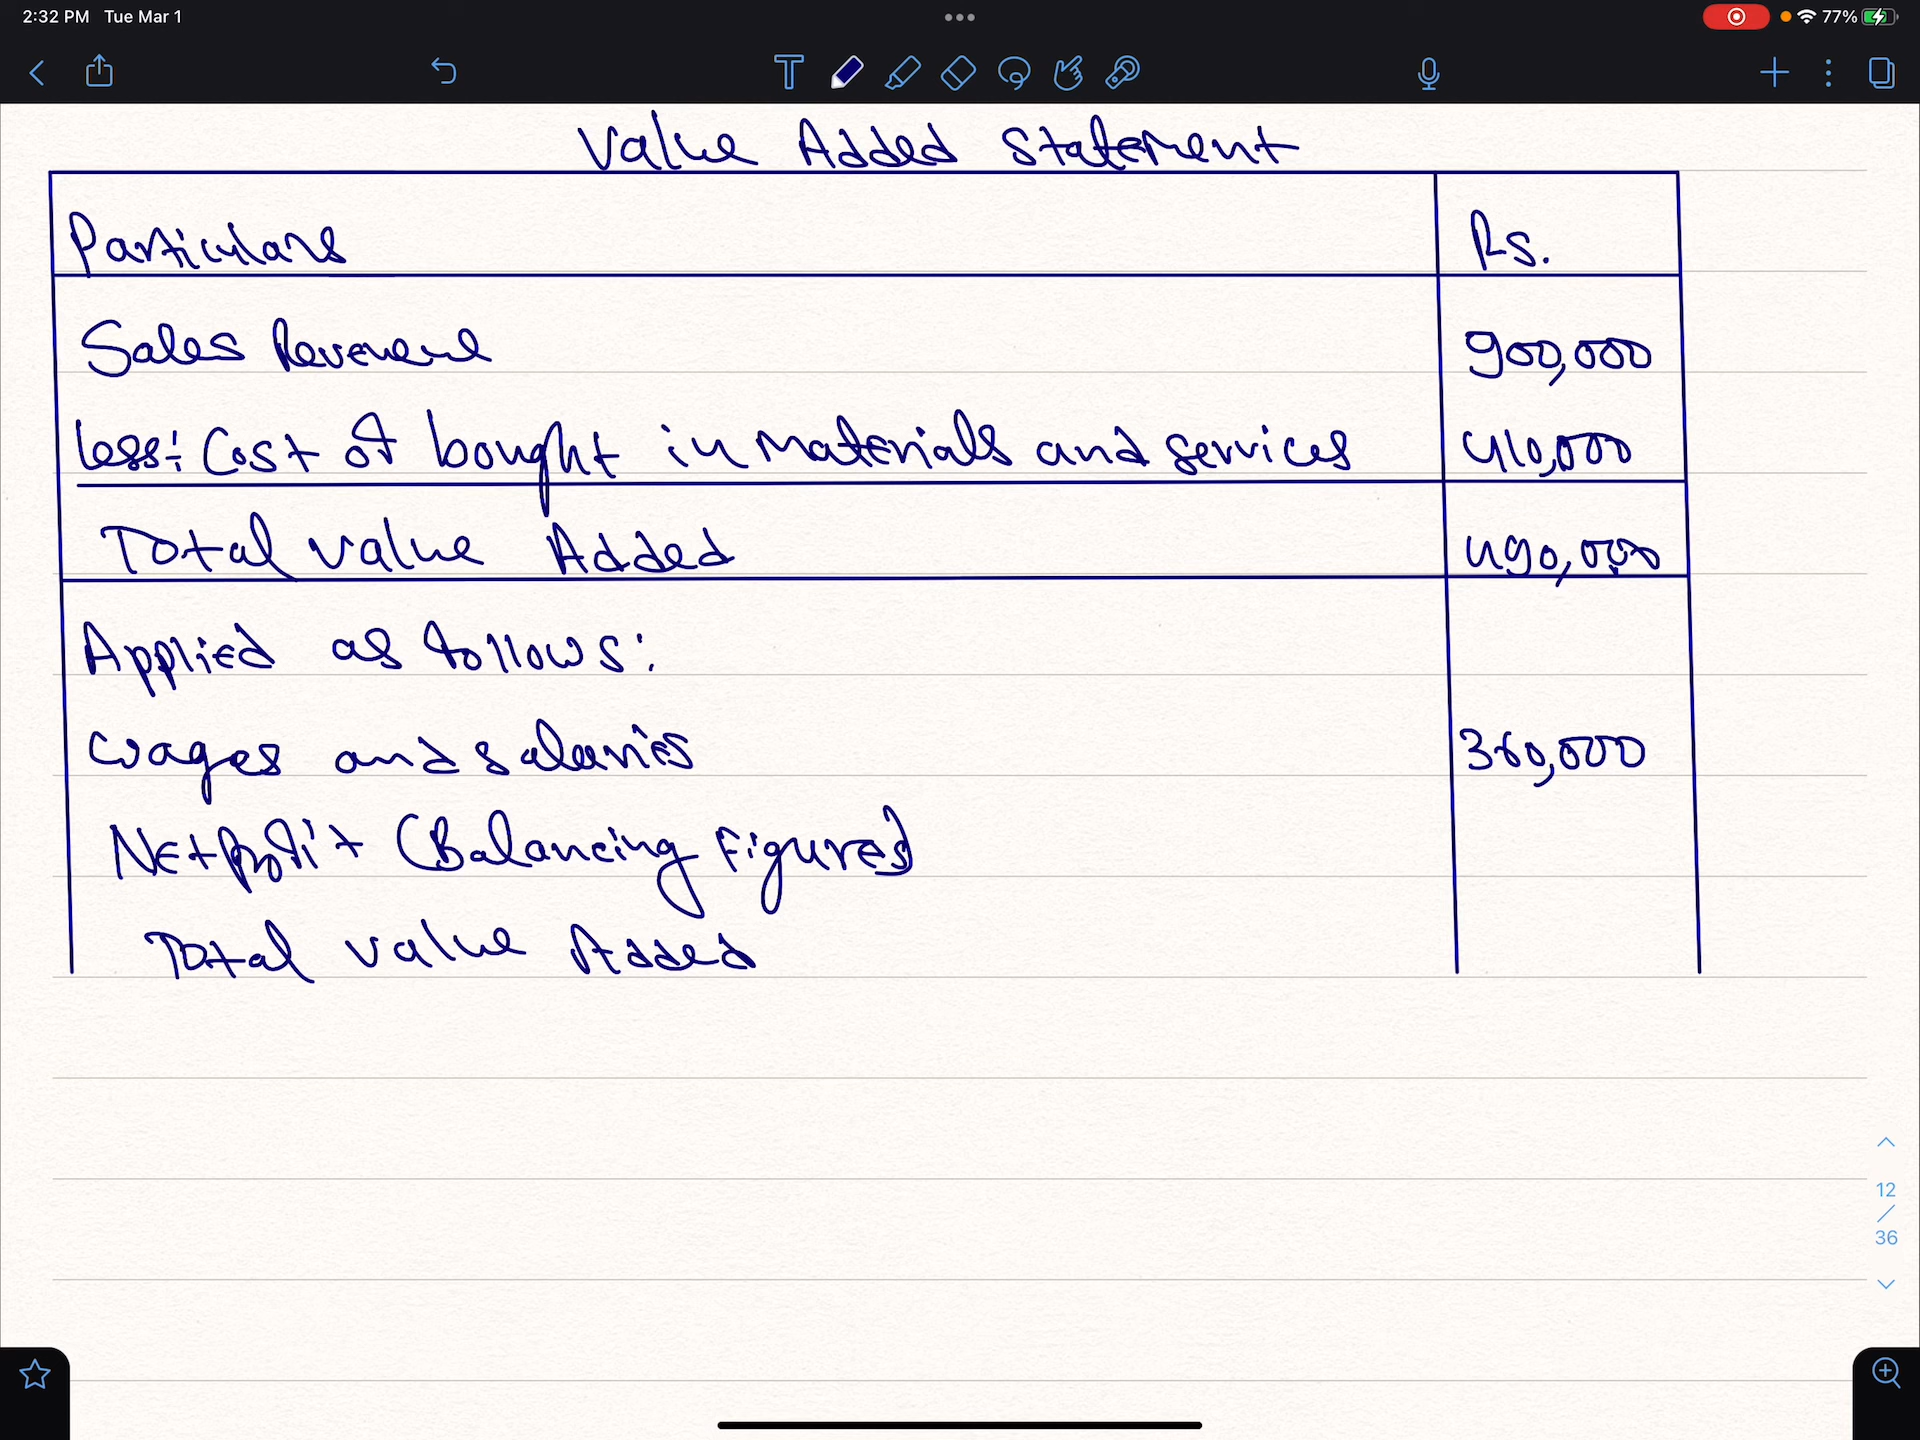 2:32 PM Tue Mar 1
77%
Value Added Statement
Particulars Rs.
Sales Revenue 900,000
Less: Cost of bought in Materials and services 410,000
Total value Added 490,000
Applied as follows:
wages and salaries 360,000
Net profit (Balancing Figures)
Total value Added
12
/
36